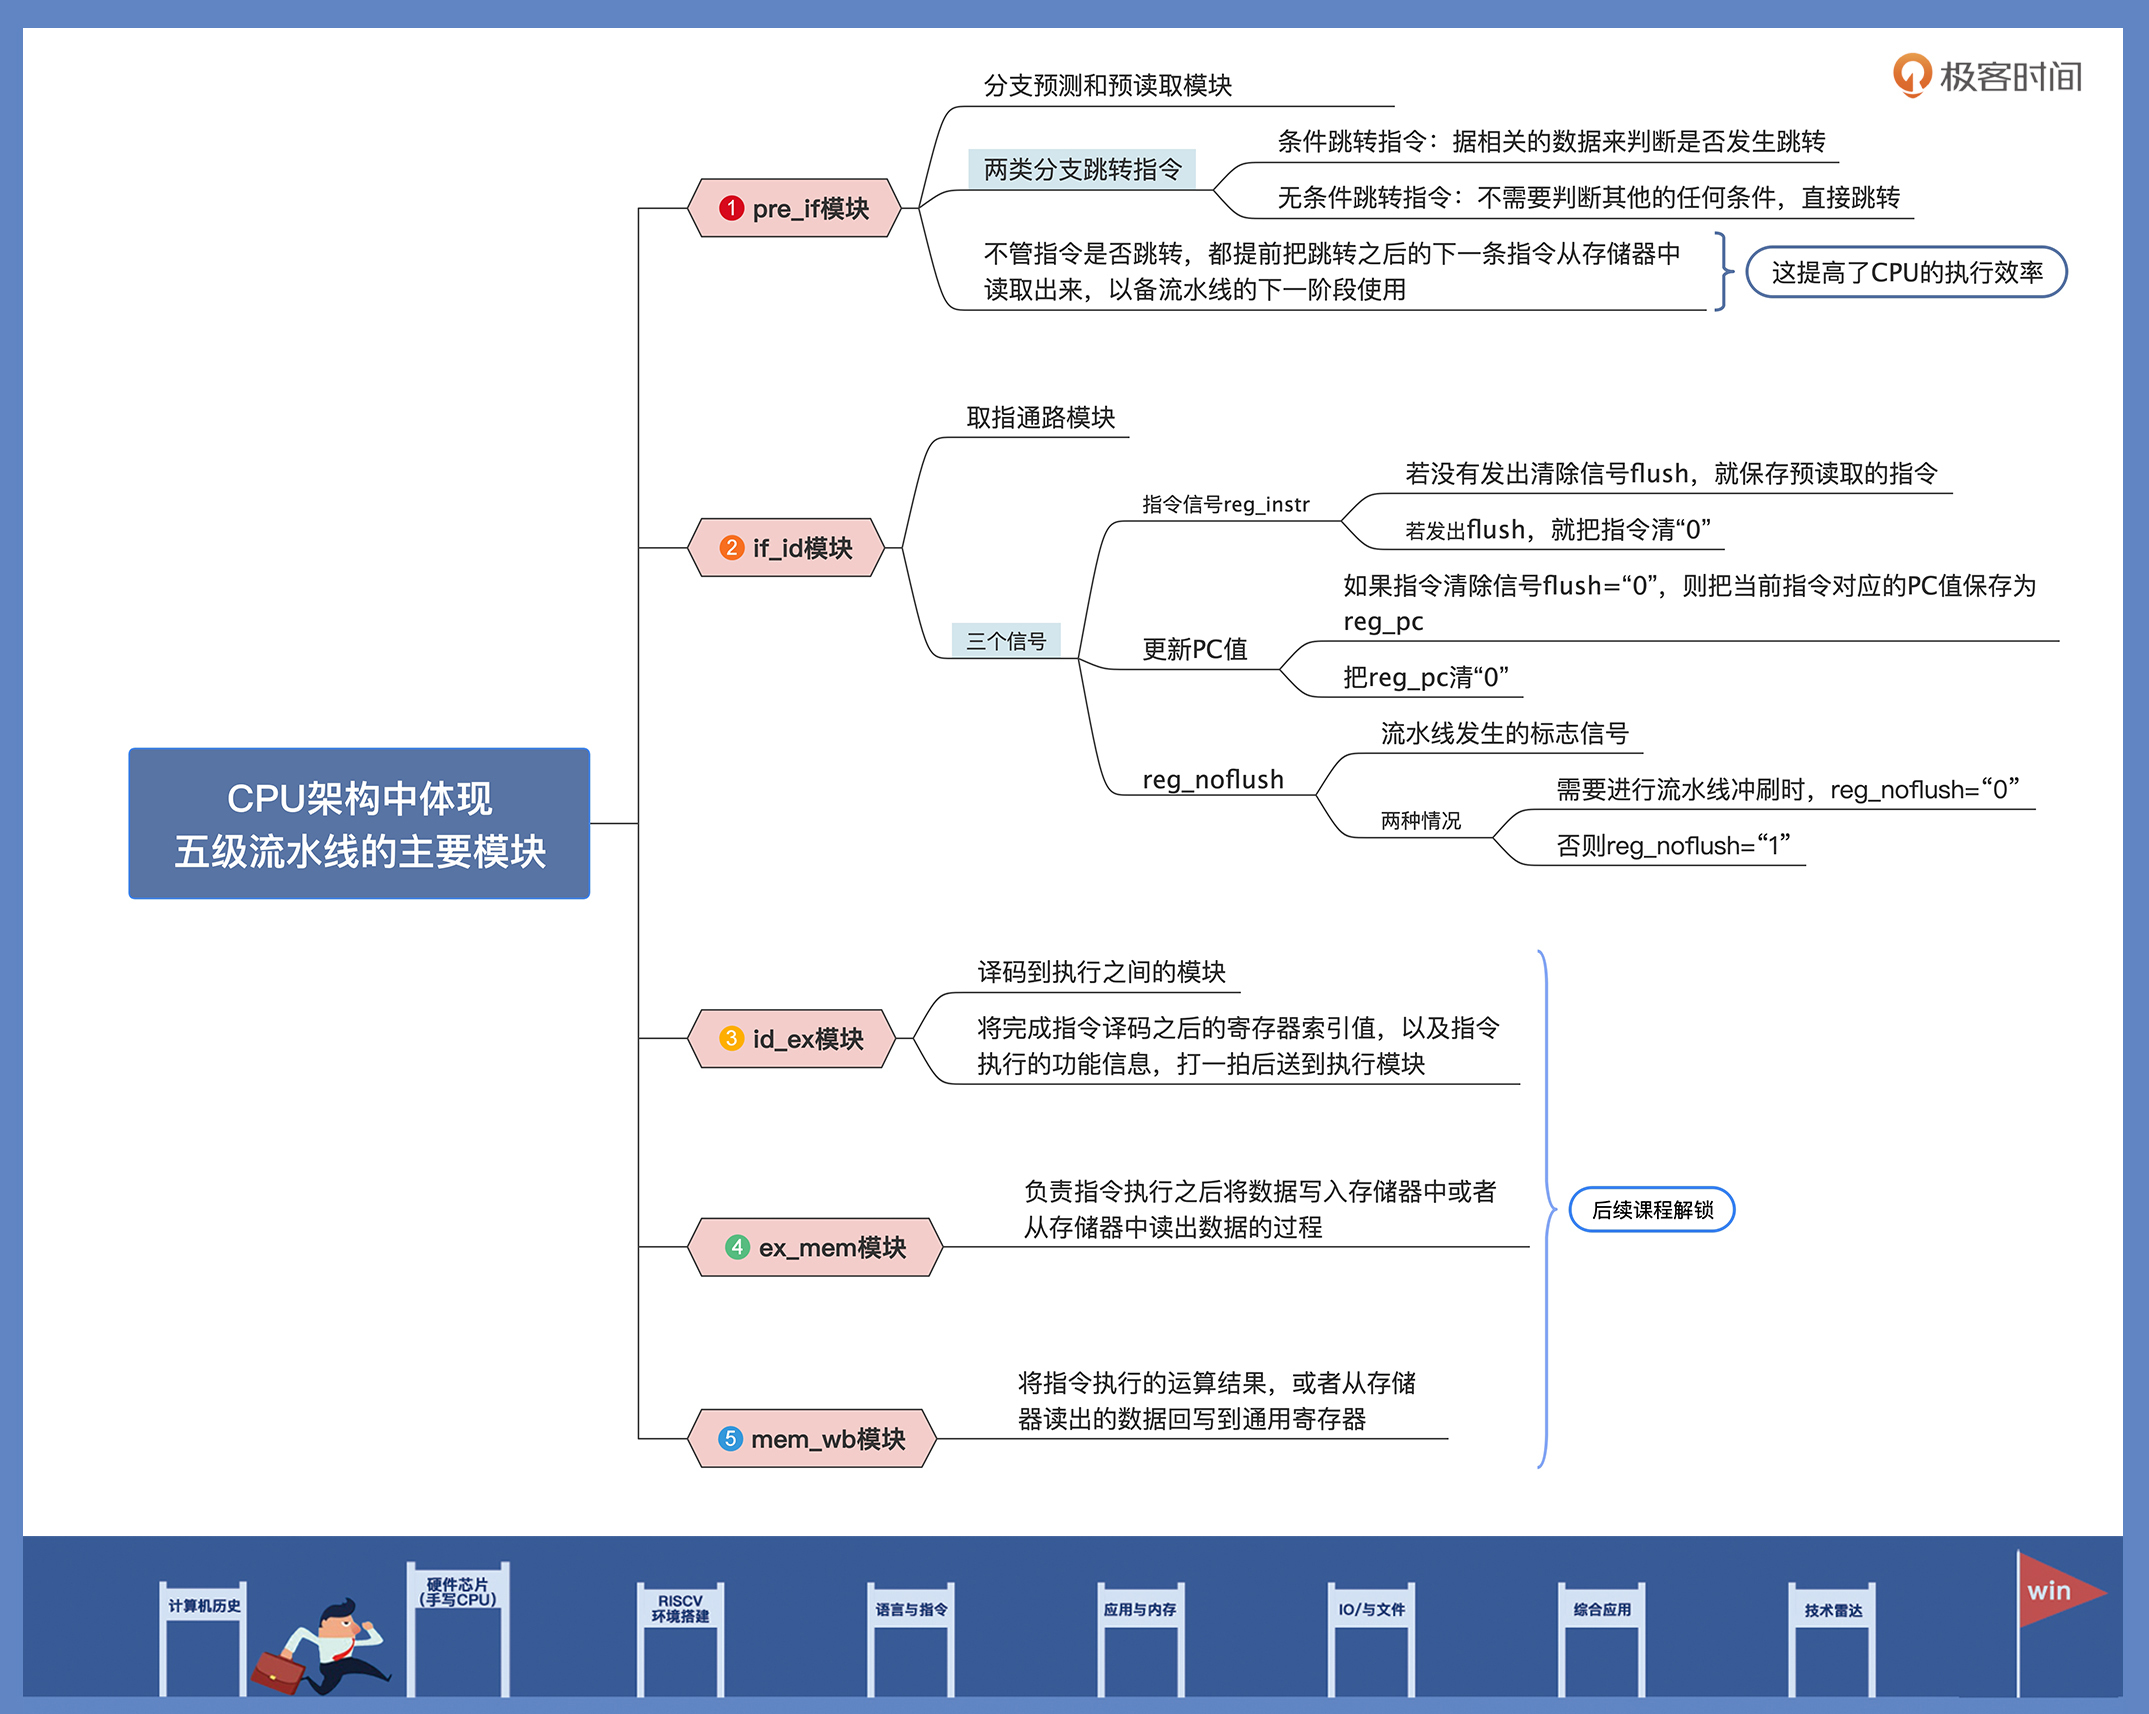 极客时间
CPU架构中体现
五级流水线的主要模块
1 pre_if模块
分支预测和预读取模块
两类分支跳转指令
条件跳转指令：据相关的数据来判断是否发生跳转
无条件跳转指令：不需要判断其他的任何条件，直接跳转
不管指令是否跳转，都提前把跳转之后的下一条指令从存储器中
读取出来，以备流水线的下一阶段使用
这提高了CPU的执行效率
2 if_id模块
取指通路模块
三个信号
指令信号reg_instr
若没有发出清除信号flush，就保存预读取的指令
若发出flush，就把指令清“0”
更新PC值
如果指令清除信号flush=“0”，则把当前指令对应的PC值保存为
reg_pc
把reg_pc清“0”
reg_noflush
流水线发生的标志信号
两种情况
需要进行流水线冲刷时，reg_noflush=“0”
否则reg_noflush=“1”
3 id_ex模块
译码到执行之间的模块
将完成指令译码之后的寄存器索引值，以及指令
执行的功能信息，打一拍后送到执行模块
4 ex_mem模块
负责指令执行之后将数据写入存储器中或者
从存储器中读出数据的过程
5 mem_wb模块
将指令执行的运算结果，或者从存储
器读出的数据回写到通用寄存器
后续课程解锁
计算机历史
硬件芯片
（手写CPU）
RISCV
环境搭建
语言与指令
应用与内存
IO/与文件
综合应用
技术雷达
win